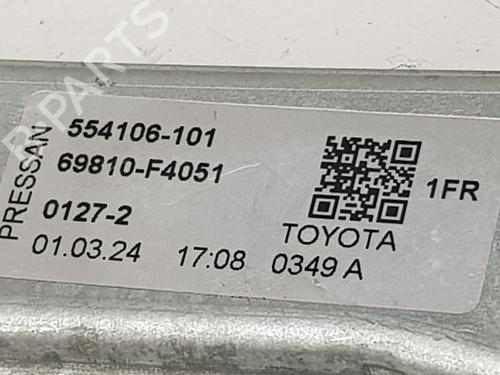 PRESSAN
554106-101
69810-F4051
1FR
0127-2
TOYOTA
01.03.24 17:08 0349 A
B-PARTS